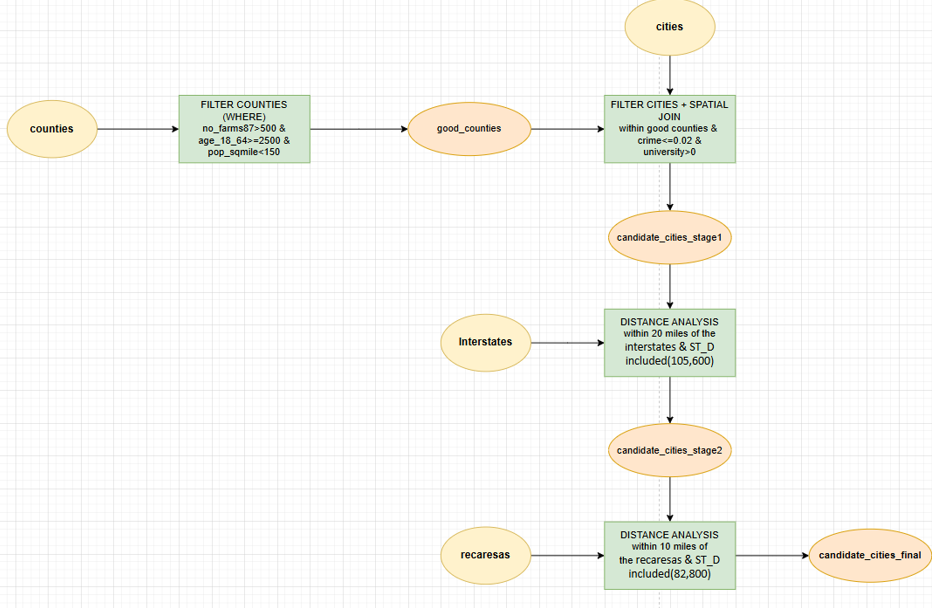 cities
counties
FILTER COUNTIES
(WHERE)
no_farms87>500 &
age_18_64>=2500 &
pop_sqmile<150
good_counties
FILTER CITIES + SPATIAL
JOIN
within good counties &
crime<=0.02 &
university>0
candidate_cities_stage1
Interstates
DISTANCE ANALYSIS
within 20 miles of the
interstates & ST_D
included(105,600)
candidate_cities_stage2
recaresas
DISTANCE ANALYSIS
within 10 miles of
the recaresas & ST_D
included(82,800)
candidate_cities_final